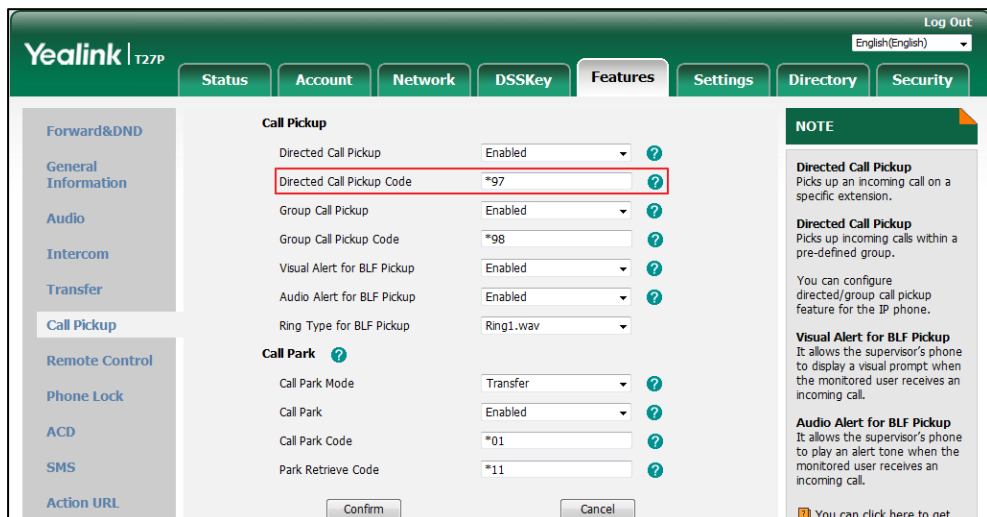 Log Out
Yealink | T27P
English(English)
Status Account Network DSSKey Features Settings Directory Security
Forward&DND
General
Information
Audio
Intercom
Transfer
Call Pickup
Remote Control
Phone Lock
ACD
SMS
Action URL
Call Pickup
Directed Call Pickup Enabled
Directed Call Pickup Code *97
Group Call Pickup Enabled
Group Call Pickup Code *98
Visual Alert for BLF Pickup Enabled
Audio Alert for BLF Pickup Enabled
Ring Type for BLF Pickup Ring1.wav
Call Park
Call Park Mode Transfer
Call Park Enabled
Call Park Code *01
Park Retrieve Code *11
Confirm Cancel
NOTE
Directed Call Pickup
Picks up an incoming call on a
specific extension.
Directed Call Pickup
Picks up incoming calls within a
pre-defined group.
You can configure
directed/group call pickup
feature for the IP phone.
Visual Alert for BLF Pickup
It allows the supervisor's phone
to display a visual prompt when
the monitored user receives an
incoming call.
Audio Alert for BLF Pickup
It allows the supervisor's phone
to play an alert tone when the
monitored user receives an
incoming call.
You can click here to get